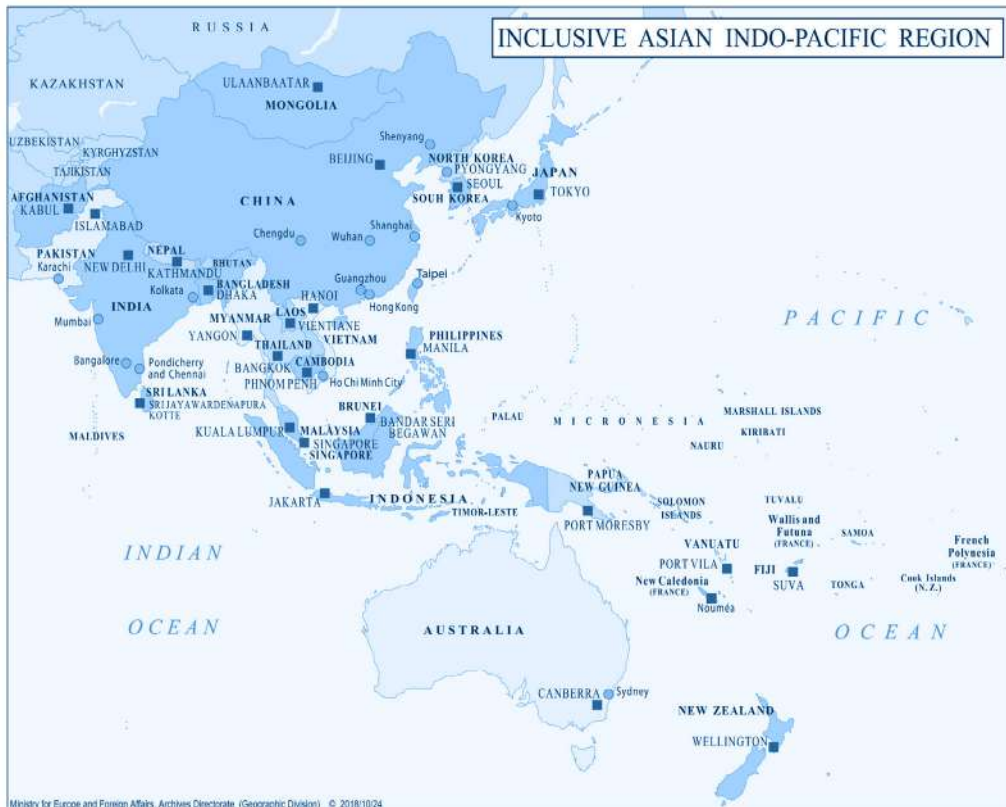 RUSSIA
INCLUSIVE ASIAN INDO-PACIFIC REGION
KAZAKHSTAN
ULAANBAATAR
MONGOLIA
UZBEKISTAN
KYRGHYZSTAN
TAJIKISTAN
Shenyang
BEIJING
NORTH KOREA
PYONGYANG
SEOUL
SOUH KOREA
JAPAN
TOKYO
Kyoto
AFGHANISTAN
KABUL
ISLAMABAD
CHINA
Chengdu
Wuhan
Shanghai
PAKISTAN
Karachi
NEW DELHI
NEPAL
KATHMANDU
BHUTAN
BANGLADESH
DHAKA
Kolkata
INDIA
Mumbai
Guangzhou
Hong Kong
Taipei
HANOI
MYANMAR
LAOS
VIENTIANE
YANGON
VIETNAM
THAILAND
BANGKOK
CAMBODIA
PHNOM PENH
Ho Chi Minh City
PHILIPPINES
MANILA
PACIFIC
Bangalore
Pondicherry
and Chennai
SRI LANKA
SRI JAYAWARDENAPURA
KOTTE
MALDIVES
BRUNEI
BANDAR SERI
BEGAWAN
KUALA LUMPUR
MALAYSIA
SINGAPORE
SINGAPORE
PALAU
MICRONESIA
MARSHALL ISLANDS
KIRIBATI
NAURU
JAKARTA
INDONESIA
TIMOR-LESTE
PAPUA
NEW GUINEA
PORT MORESBY
SOLOMON
ISLANDS
TUVALU
Wallis and
Futuna
(FRANCE)
SAMOA
French
Polynesia
(FRANCE)
INDIAN
OCEAN
VANUATU
PORT VILA
FIJI
SUVA
New Caledonia
(FRANCE)
Nouméa
TONGA
Cook Islands
(N. Z.)
OCEAN
AUSTRALIA
CANBERRA
Sydney
NEW ZEALAND
WELLINGTON
Ministry for Europe and Foreign Affairs, Archives Directorate (Geographic Division) © 2018/10/24